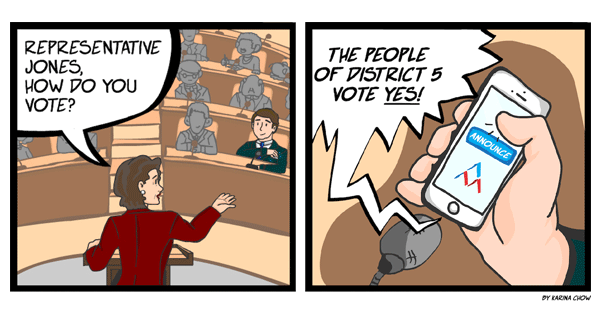 REPRESENTATIVE
JONES,
HOW DO YOU
VOTE?
THE PEOPLE
OF DISTRICT 5
VOTE YES!
ANNOUNCE
BY KARINA CHOW